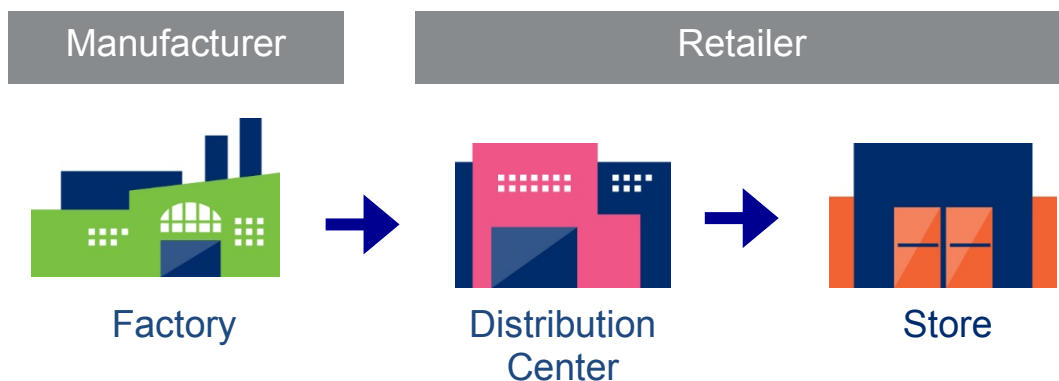 Manufacturer
Retailer
Factory
Distribution
Center
Store